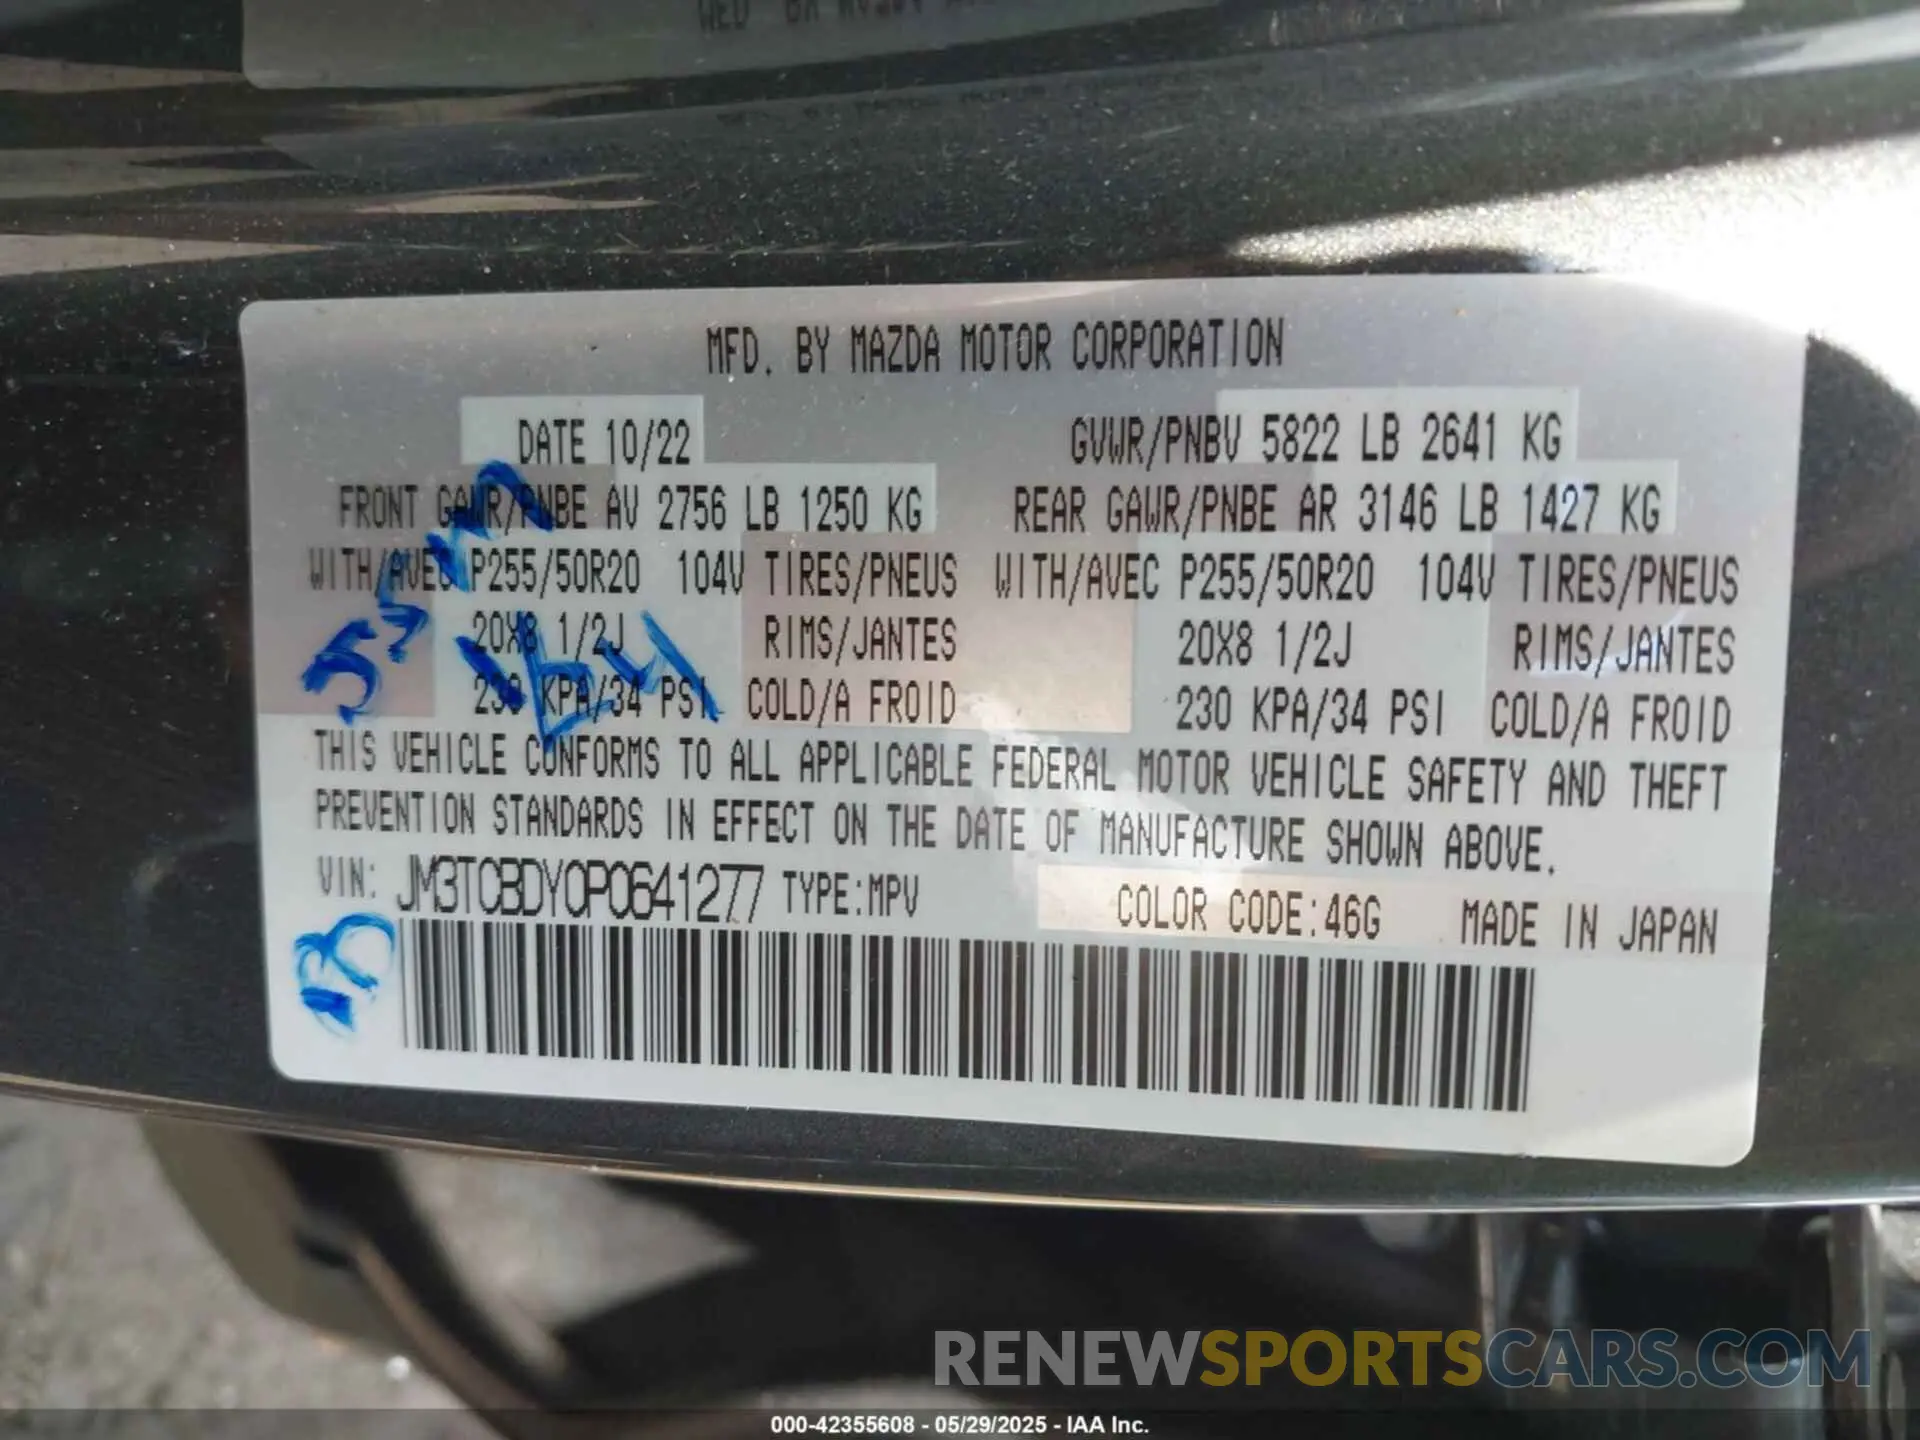 MFD. BY MAZDA MOTOR CORPORATION
DATE 10/22 GVWR/PNBV 5822 LB 2641 KG
FRONT GAWR/PNBE AV 2756 LB 1250 KG REAR GAWR/PNBE AR 3146 LB 1427 KG
WITH/AVEC P255/50R20 104V TIRES/PNEUS WITH/AVEC P255/50R20 104V TIRES/PNEUS
20X8 1/2J RIMS/JANTES 20X8 1/2J RIMS/JANTES
230 KPA/34 PSI COLD/A FROID 230 KPA/34 PSI COLD/A FROID
THIS VEHICLE CONFORMS TO ALL APPLICABLE FEDERAL MOTOR VEHICLE SAFETY AND THEFT
PREVENTION STANDARDS IN EFFECT ON THE DATE OF MANUFACTURE SHOWN ABOVE.
VIN: JM3TCBDY0P0641277 TYPE:MPV COLOR CODE:46G MADE IN JAPAN
RENEWSPORTSCARS.COM
000-42355608 - 05/29/2025 - IAA Inc.